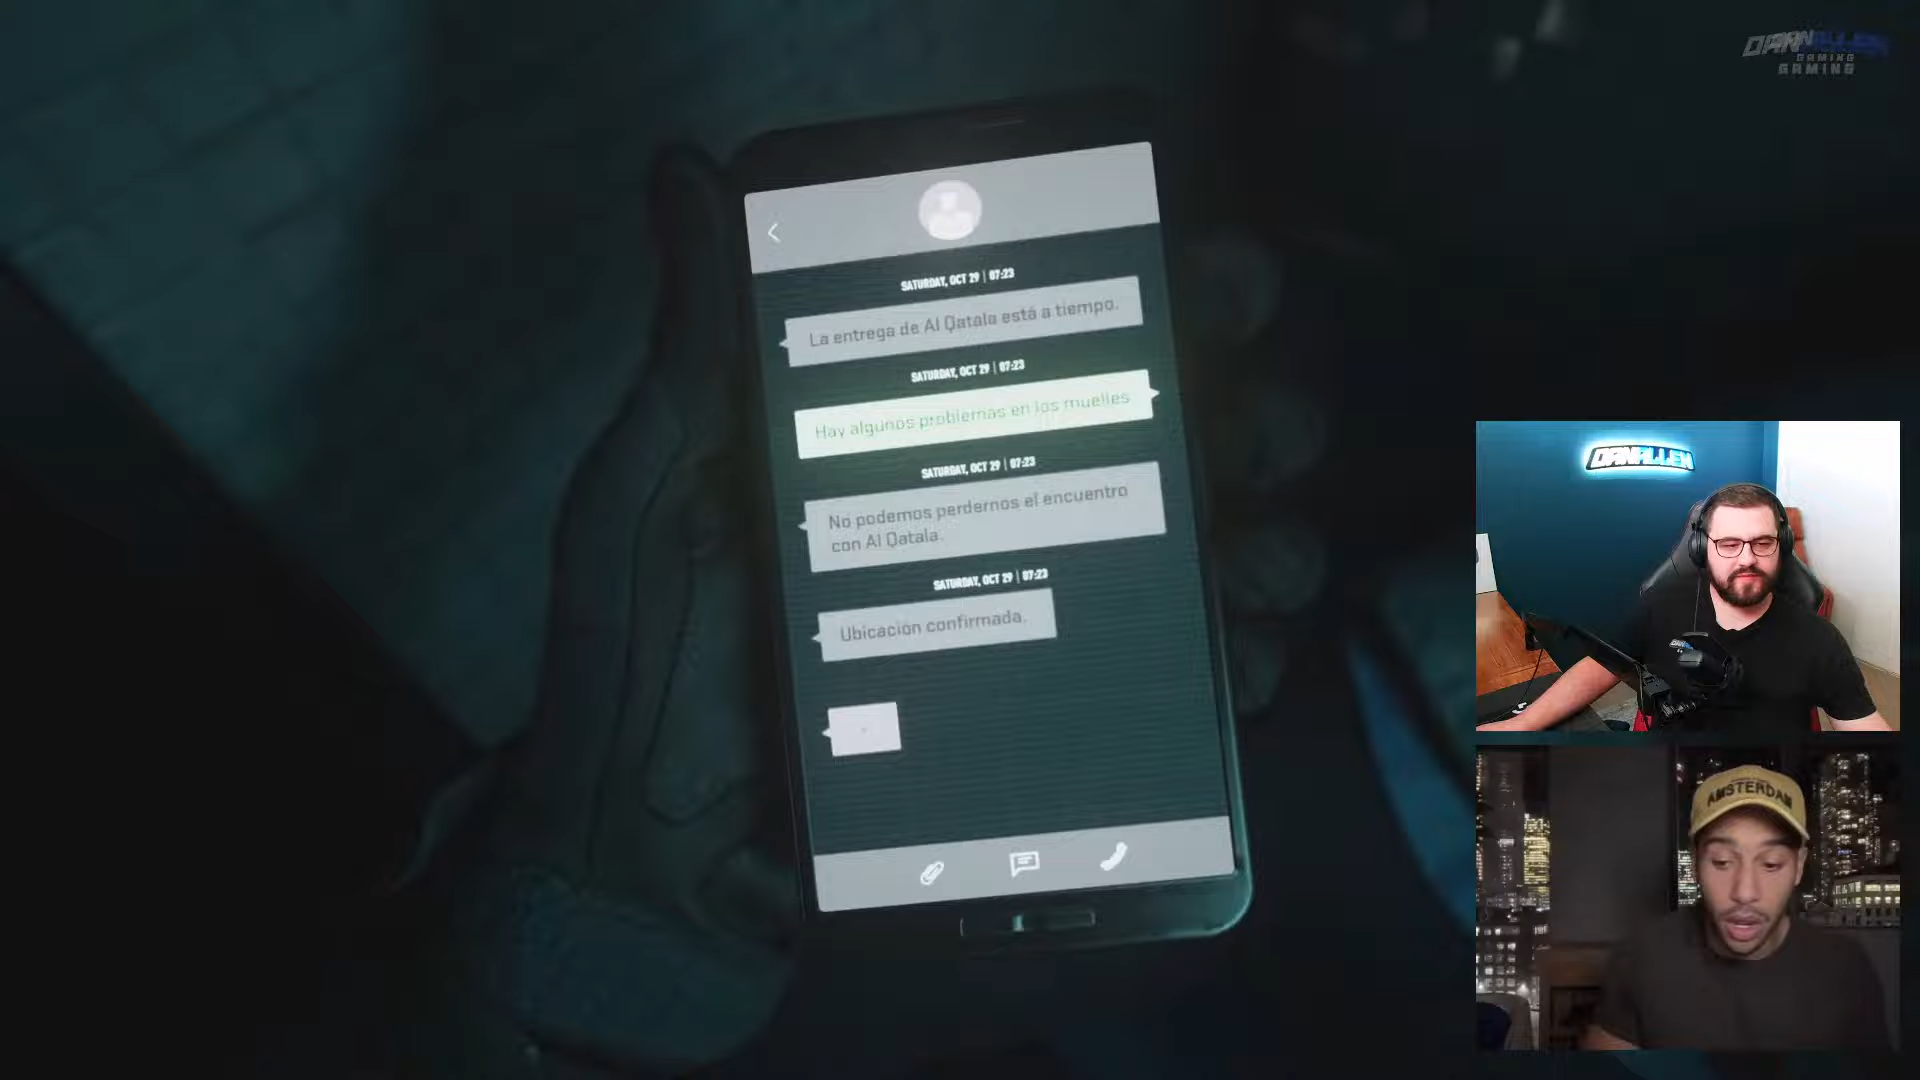 DANALLEN
GAMING
GAMING
SATURDAY, OCT 29 | 07:23
La entrega de Al Qatala está a tiempo.
SATURDAY, OCT 29 | 07:23
Hay algunos problemas en los muelles
SATURDAY, OCT 29 | 07:23
No podemos perdernos el encuentro
con Al Qatala.
SATURDAY, OCT 29 | 07:23
Ubicación confirmada.
DANALLEN
AMSTERDAM